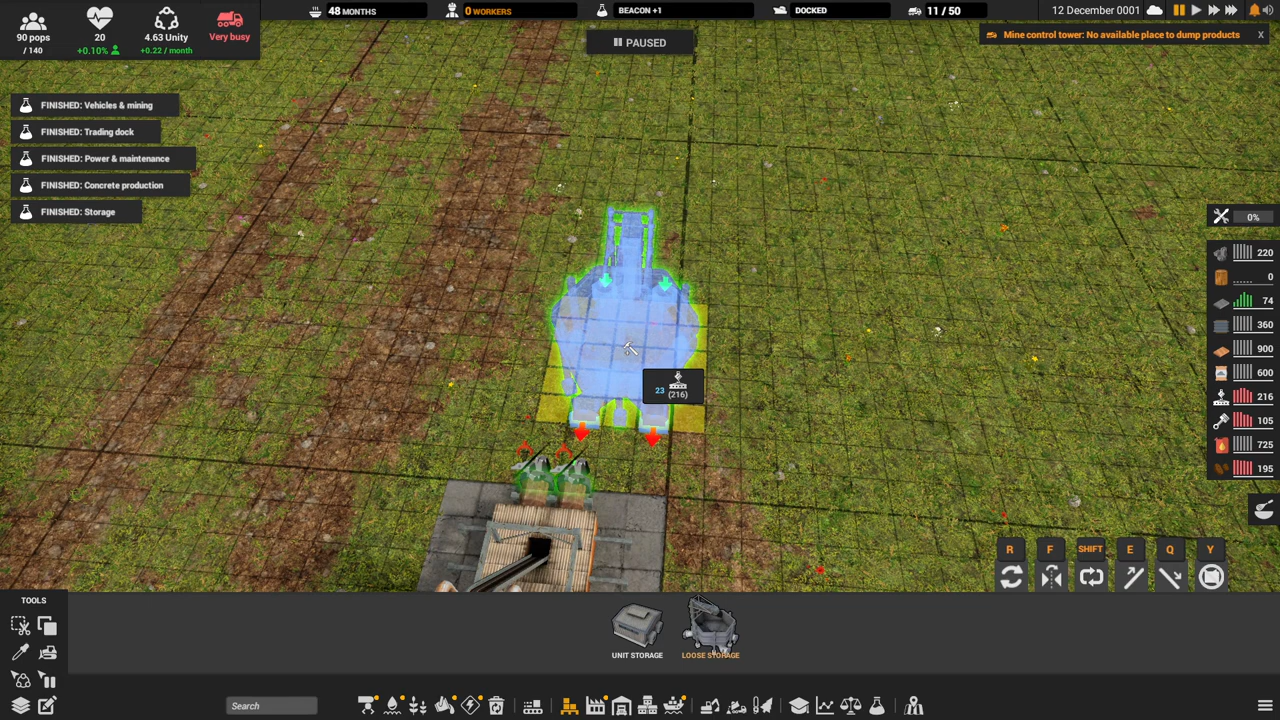 90 pops
/ 140
20
+0.10%
4.63 Unity
+0.22 / month
Very busy
48 MONTHS
0 WORKERS
BEACON +1
DOCKED
11 / 50
12 December 0001
PAUSED
Mine control tower: No available place to dump products
X
FINISHED: Vehicles & mining
FINISHED: Trading dock
FINISHED: Power & maintenance
FINISHED: Concrete production
FINISHED: Storage
0%
220
0
74
360
900
600
216
105
725
195
23
(216)
R
F
SHIFT
E
Q
Y
TOOLS
UNIT STORAGE
LOOSE STORAGE
Search